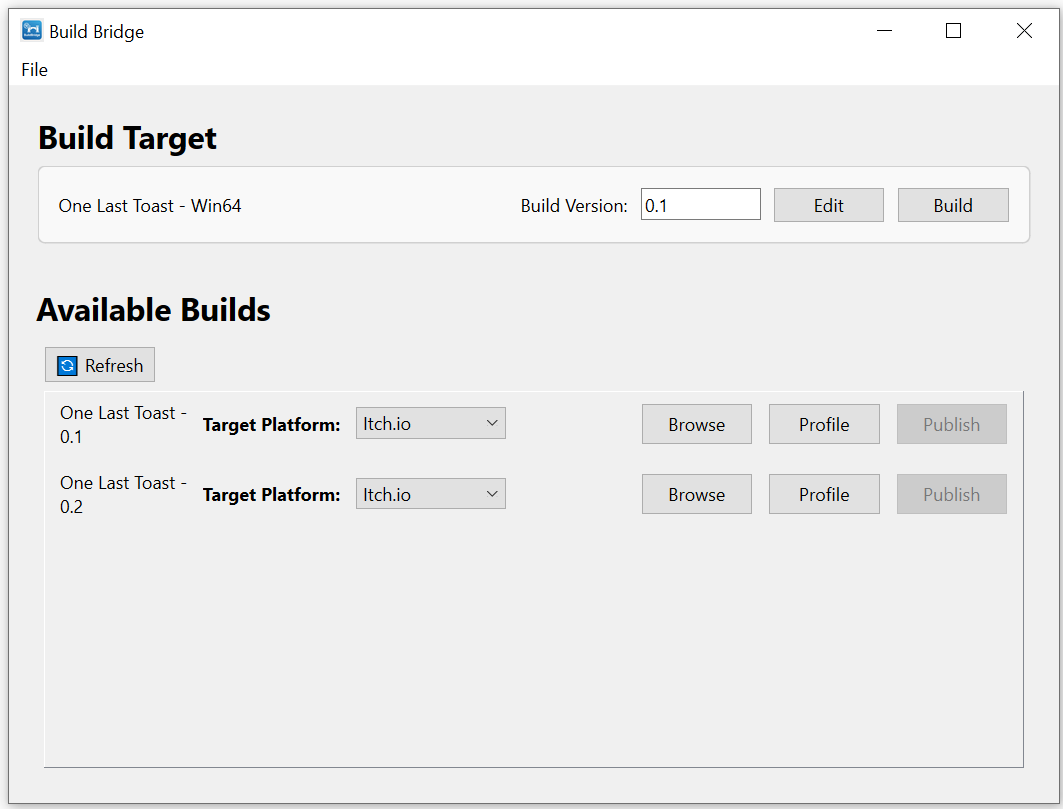 Build Bridge
File
Build Target
One Last Toast - Win64 Build Version: 0.1 Edit Build
Available Builds
Refresh
One Last Toast -
0.1
Target Platform: Itch.io Browse Profile Publish
One Last Toast -
0.2
Target Platform: Itch.io Browse Profile Publish